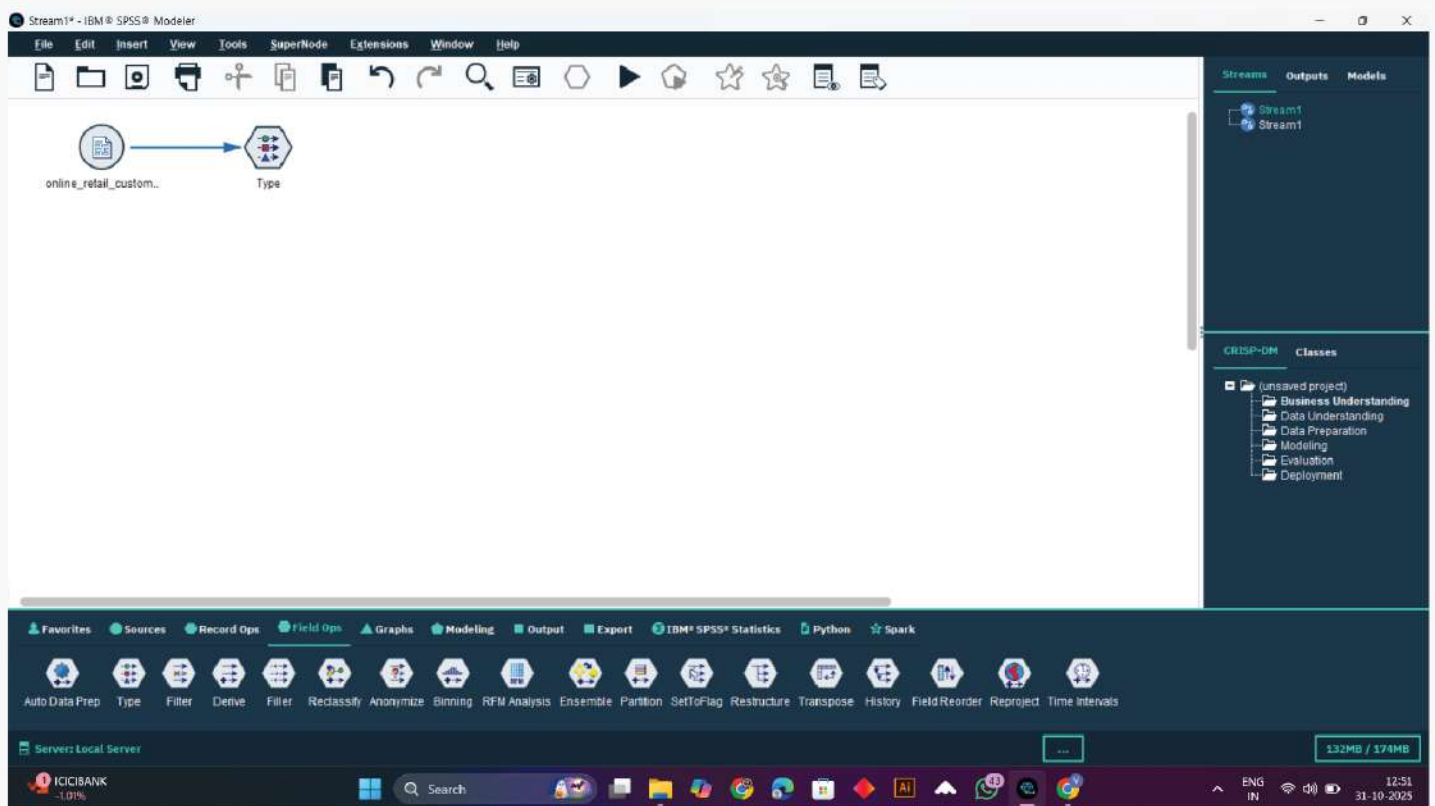 Stream1* - IBM® SPSS® Modeler
File Edit Insert View Tools SuperNode Extensions Window Help
Streams Outputs Models
Stream1
Stream1
online_retail_custom..
Type
CRISP-DM Classes
(unsaved project)
Business Understanding
Data Understanding
Data Preparation
Modeling
Evaluation
Deployment
Favorites Sources Record Ops Field Ops Graphs Modeling Output Export IBM® SPSS® Statistics Python Spark
Auto Data Prep Type Filter Derive Filler Reclassify Anonymize Binning RFM Analysis Ensemble Partition SetToFlag Restructure Transpose History Field Reorder Reproject Time Intervals
Server: Local Server ... 132MB / 174MB
1 ICICIBANK
-1.01%
Search
Ai
43
ENG
IN
12:51
31-10-2025